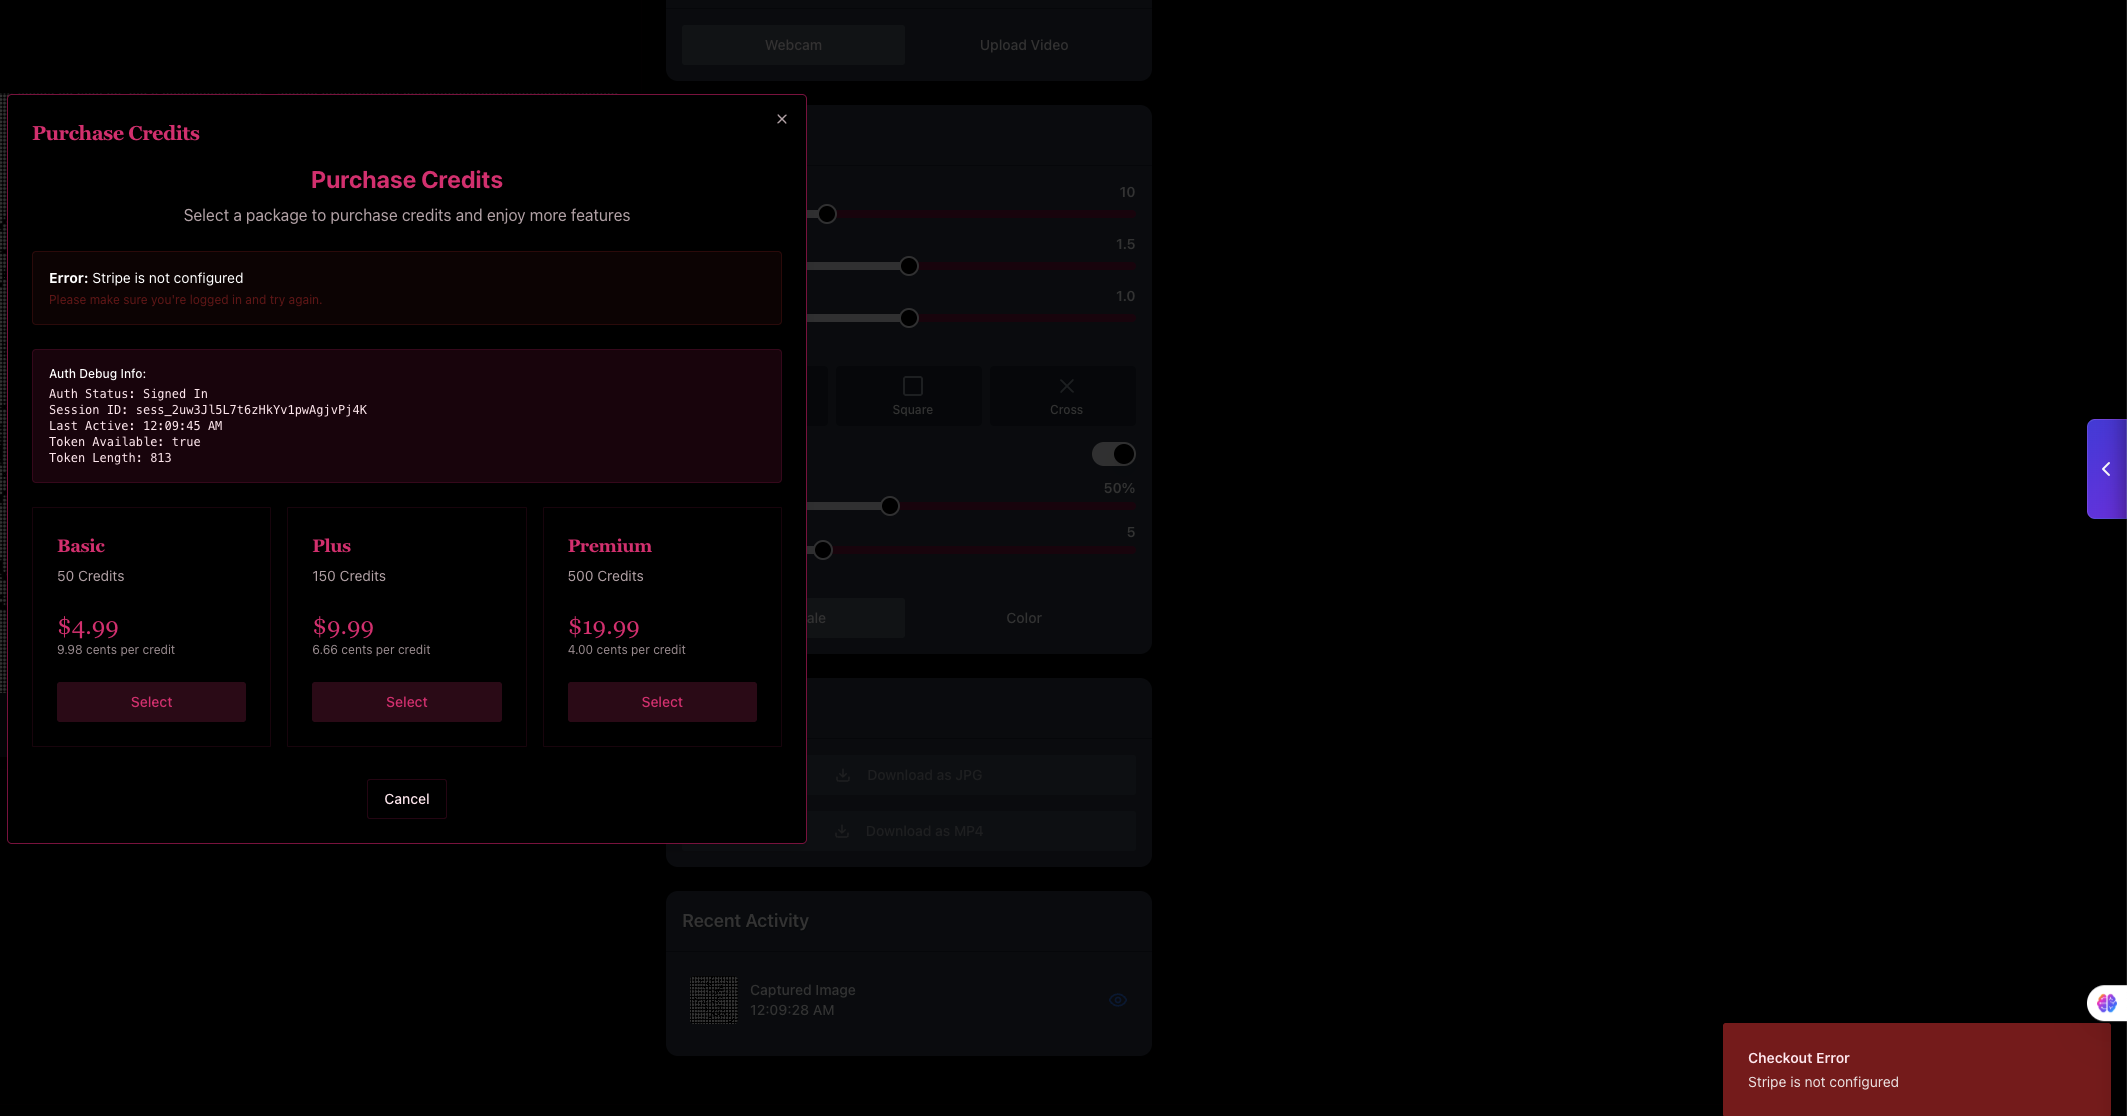 Webcam
Upload Video
Purchase Credits
Purchase Credits
Select a package to purchase credits and enjoy more features
Error: Stripe is not configured
Please make sure you're logged in and try again.
Auth Debug Info:
Auth Status: Signed In
Session ID: sess_2uw3Jl5L7t6zHkYv1pwAgjvPj4K
Last Active: 12:09:45 AM
Token Available: true
Token Length: 813
Basic
50 Credits
$4.99
9.98 cents per credit
Select
Plus
150 Credits
$9.99
6.66 cents per credit
Select
Premium
500 Credits
$19.99
4.00 cents per credit
Select
Cancel
10
1.5
1.0
Square
Cross
50%
5
Color
Download as JPG
Download as MP4
Recent Activity
Captured Image
12:09:28 AM
Checkout Error
Stripe is not configured